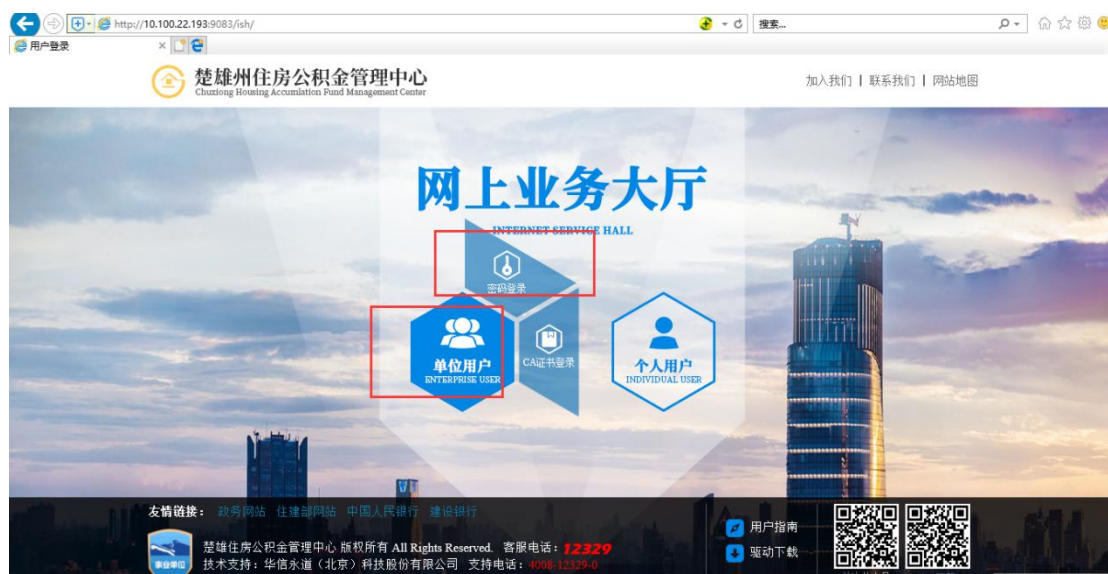 http://10.100.22.193:9083/ish/
搜索...
用户登录
楚雄州住房公积金管理中心
Chuxiong Housing Accumlation Fund Management Center
加入我们 | 联系我们 | 网站地图
网上业务大厅
INTERNET SERVICE HALL
密码登录
单位用户
ENTERPRISE USER
CA证书登录
个人用户
INDIVIDUAL USER
友情链接： 政务网站 住建部网站 中国人民银行 建设银行
楚雄住房公积金管理中心 版权所有 All Rights Reserved. 客服电话：12329
技术支持：华信永道（北京）科技股份有限公司 支持电话：4008-12329-0
事业单位
用户指南
驱动下载